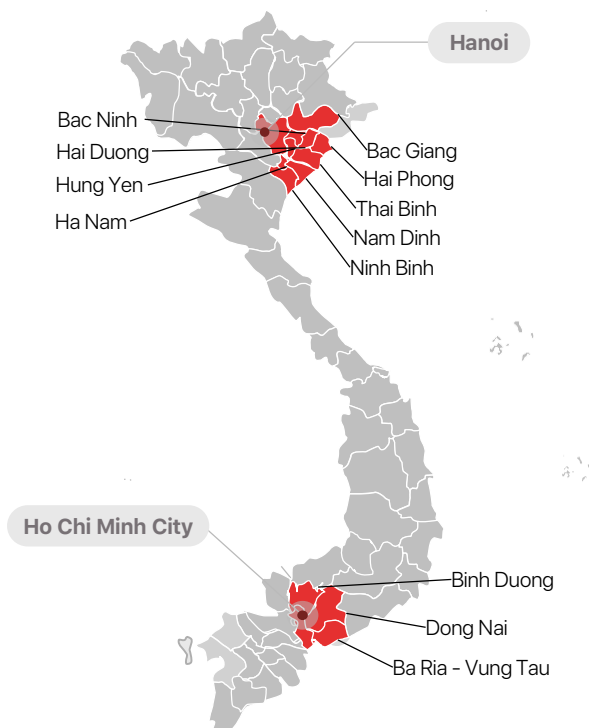 Hanoi
Bac Ninh
Hai Duong
Hung Yen
Ha Nam
Bac Giang
Hai Phong
Thai Binh
Nam Dinh
Ninh Binh
Ho Chi Minh City
Binh Duong
Dong Nai
Ba Ria - Vung Tau